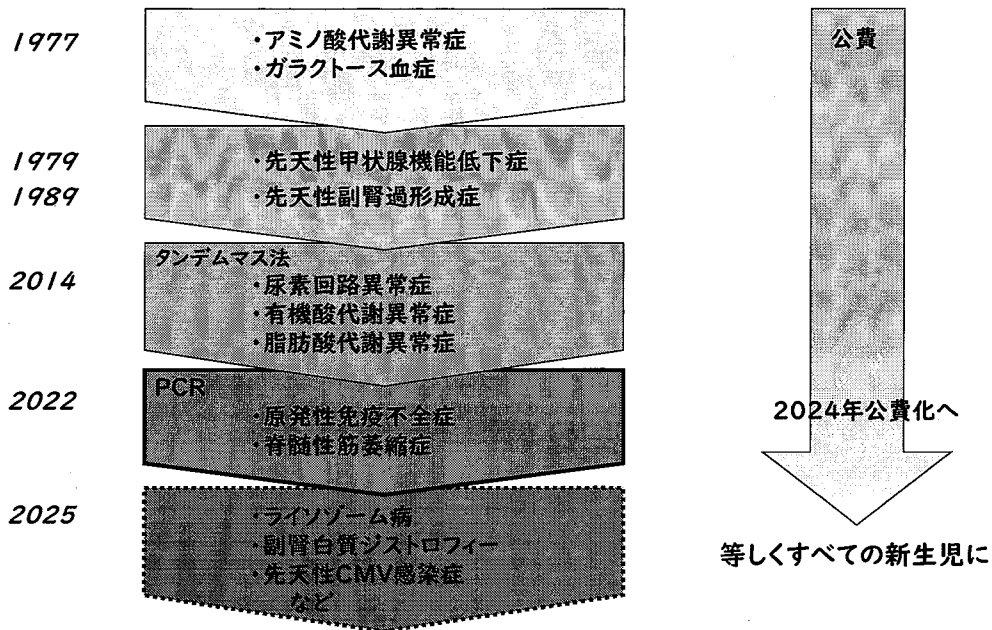 1977
・アミノ酸代謝異常症
・ガラクトース血症
1979
・先天性甲状腺機能低下症
1989
・先天性副腎過形成症
タンデムマス法
2014
・尿素回路異常症
・有機酸代謝異常症
・脂肪酸代謝異常症
PCR
2022
・原発性免疫不全症
・脊髄性筋萎縮症
2025
・ライソゾーム病
・副腎白質ジストロフィー
・先天性CMV感染症
など
公費
2024年公費化へ
等しくすべての新生児に